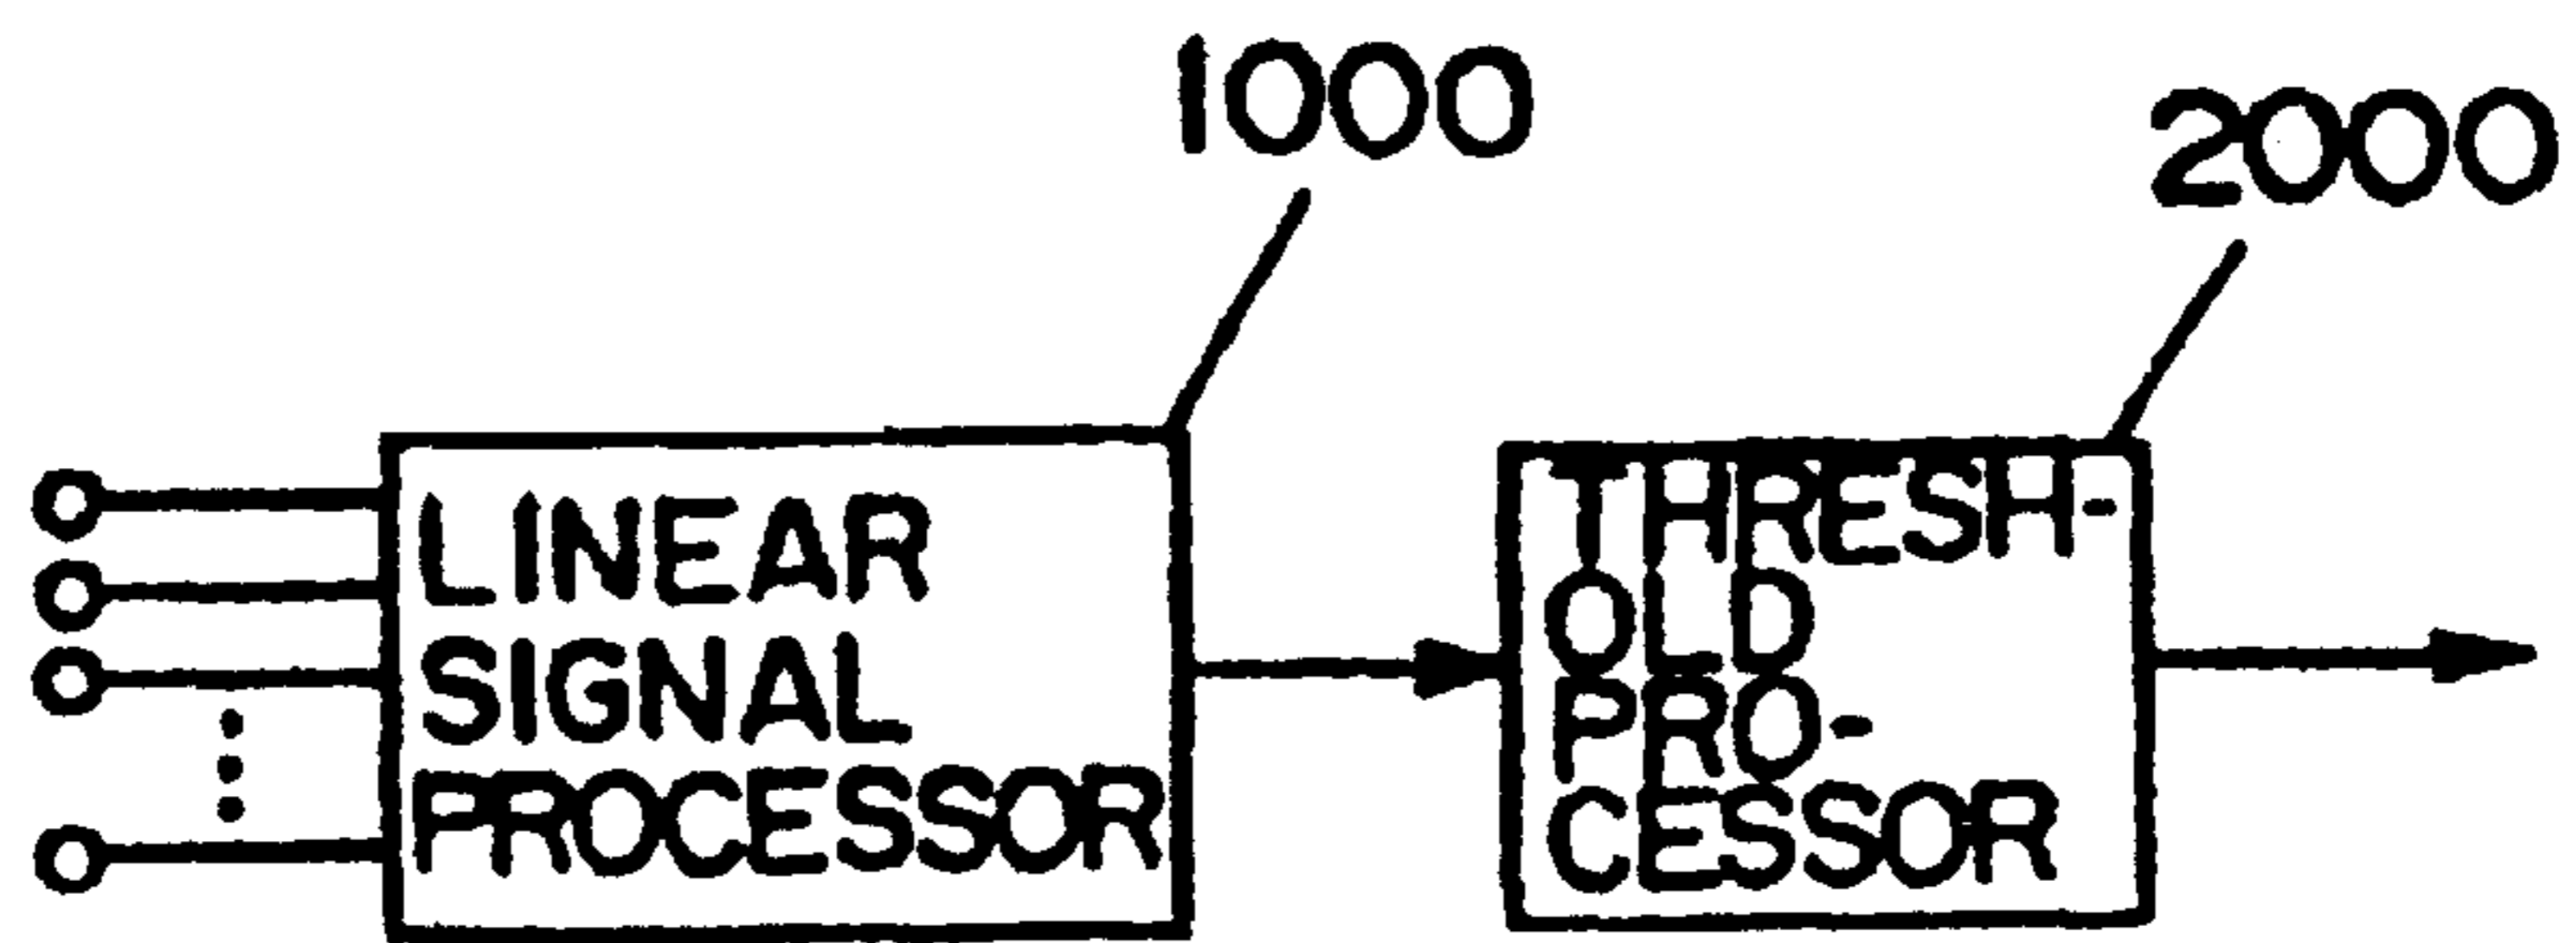 1000
2000
LINEAR
SIGNAL
PROCESSOR
THRESH-
OLD
PRO-
CESSOR